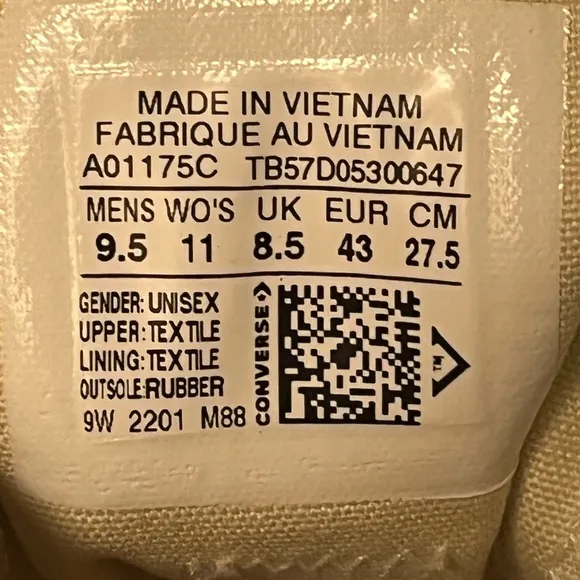 MADE IN VIETNAM
FABRIQUE AU VIETNAM
A01175C TB57D05300647
MENS WO'S UK EUR CM
9.5 11 8.5 43 27.5
GENDER: UNISEX
UPPER: TEXTILE
LINING: TEXTILE
OUTSOLE: RUBBER
9W 2201 M88
CONVERSE
TM